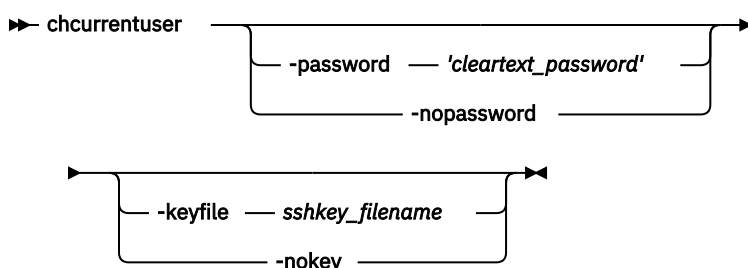 chcurrentuser
-password 'cleartext_password'
-nopassword
-keyfile sshkey_filename
-nokey